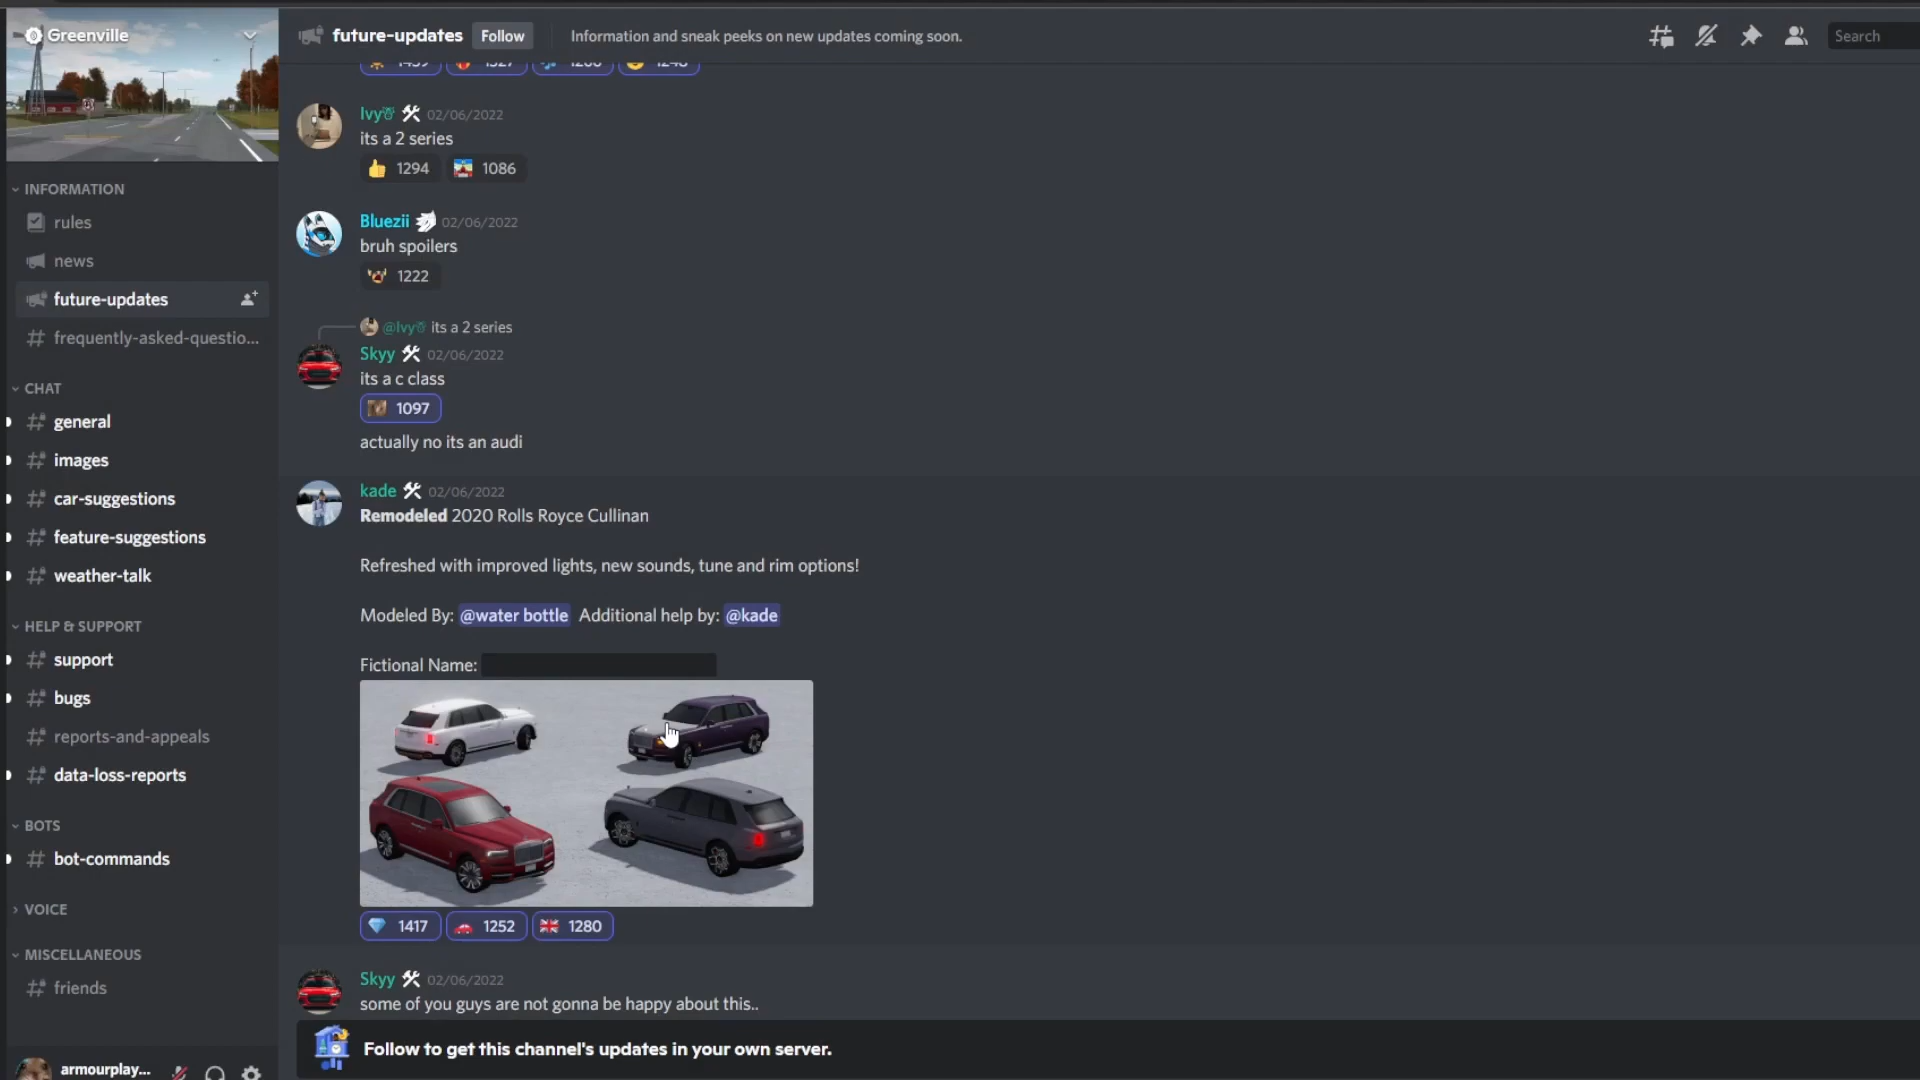 Greenville
future-updates
Follow
Information and sneak peeks on new updates coming soon.
Search
INFORMATION
rules
news
future-updates
frequently-asked-questio...
CHAT
general
images
car-suggestions
feature-suggestions
weather-talk
HELP & SUPPORT
support
bugs
reports-and-appeals
data-loss-reports
BOTS
bot-commands
VOICE
MISCELLANEOUS
friends
armourplay...
Ivy 02/06/2022
its a 2 series
1294 1086
Bluezii 02/06/2022
bruh spoilers
1222
@Ivy its a 2 series
Skyy 02/06/2022
its a c class
1097
actually no its an audi
kade 02/06/2022
Remodeled 2020 Rolls Royce Cullinan
Refreshed with improved lights, new sounds, tune and rim options!
Modeled By: @water bottle Additional help by: @kade
Fictional Name:
1417 1252 1280
Skyy 02/06/2022
some of you guys are not gonna be happy about this..
Follow to get this channel's updates in your own server.